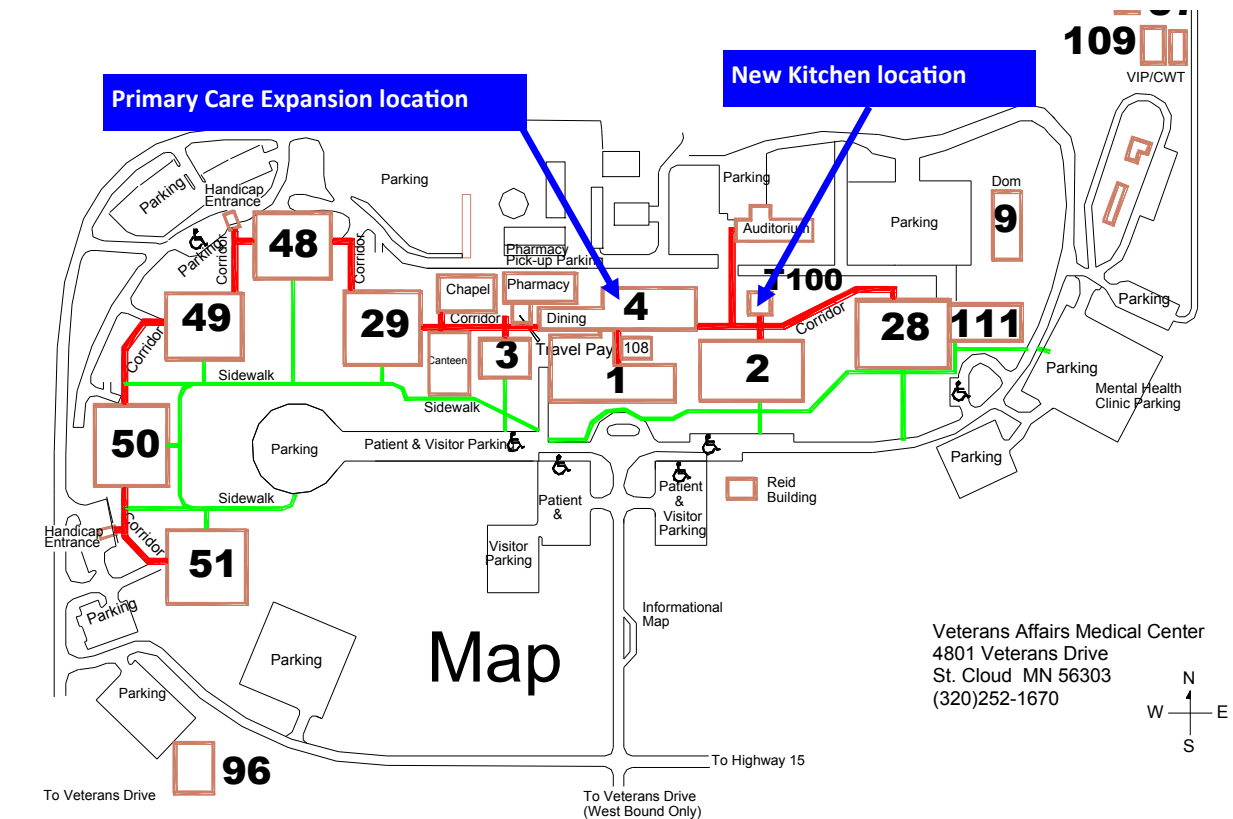 109
VIP/CWT
New Kitchen location
Primary Care Expansion location
Parking
Handicap
Entrance
Parking
Parking
Parking
Dom
9
Parking
Auditorium
48
Corridor
Corridor
Pharmacy
Pick-up Parking
T100
Chapel
Pharmacy
4
Dining
49
29
Corridor
Corridor
28
111
Parking
Corridor
Canteen
3
Travel Pay
108
1
2
Parking
Mental Health
Clinic Parking
Sidewalk
Sidewalk
50
Parking
Patient & Visitor Parking
Parking
Sidewalk
Patient
&
Patient
&
Visitor
Parking
Reid
Building
Handicap
Entrance
Corridor
51
Visitor
Parking
Parking
Informational
Map
Map
Parking
Parking
Veterans Affairs Medical Center
4801 Veterans Drive
St. Cloud MN 56303
(320)252-1670
N
W
E
S
96
To Highway 15
To Veterans Drive
To Veterans Drive
(West Bound Only)